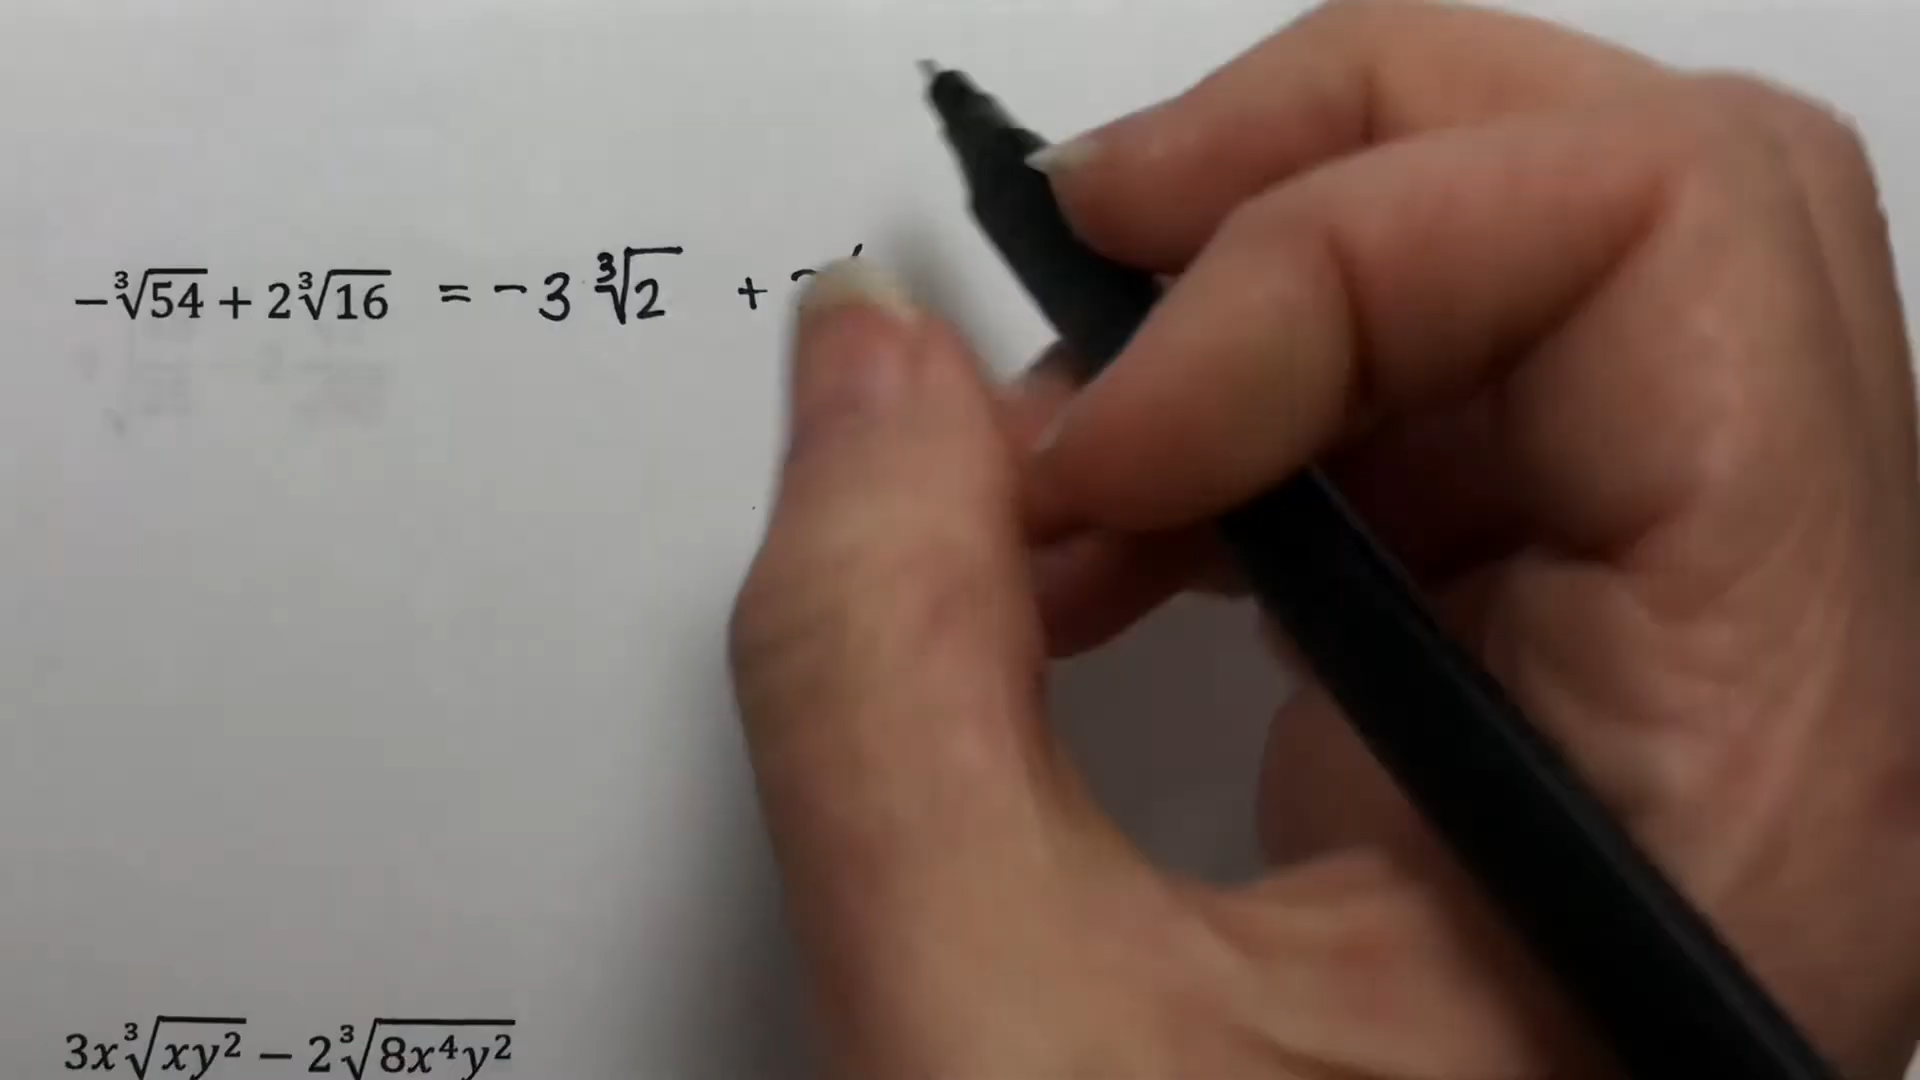 -∛54 + 2∛16 = -3 ∛2 +
3x∛xy² - 2∛8x⁴y²